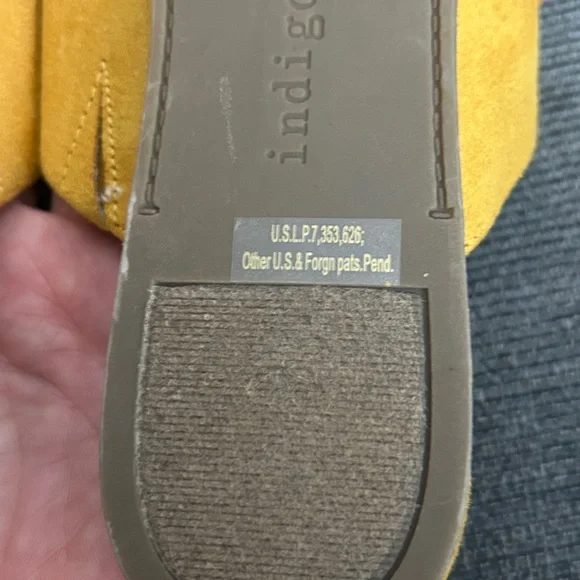 indigo
U.S.L.P.7,353,626;
Other U.S.& Forgn pats.Pend.